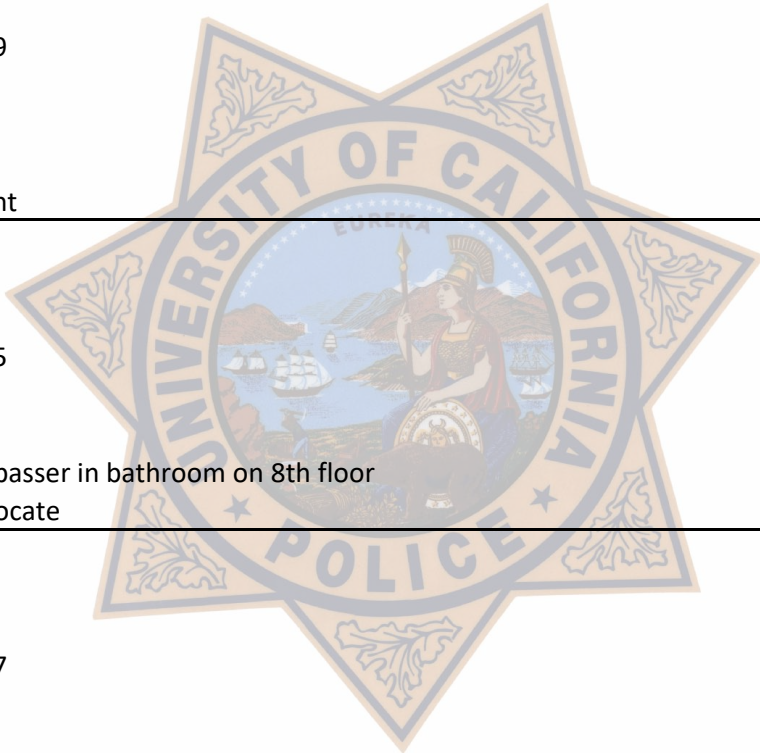 9
nt
UNIVERSITY OF CALIFORNIA
EUREKA
5
passer in bathroom on 8th floor
ocate
POLICE
7